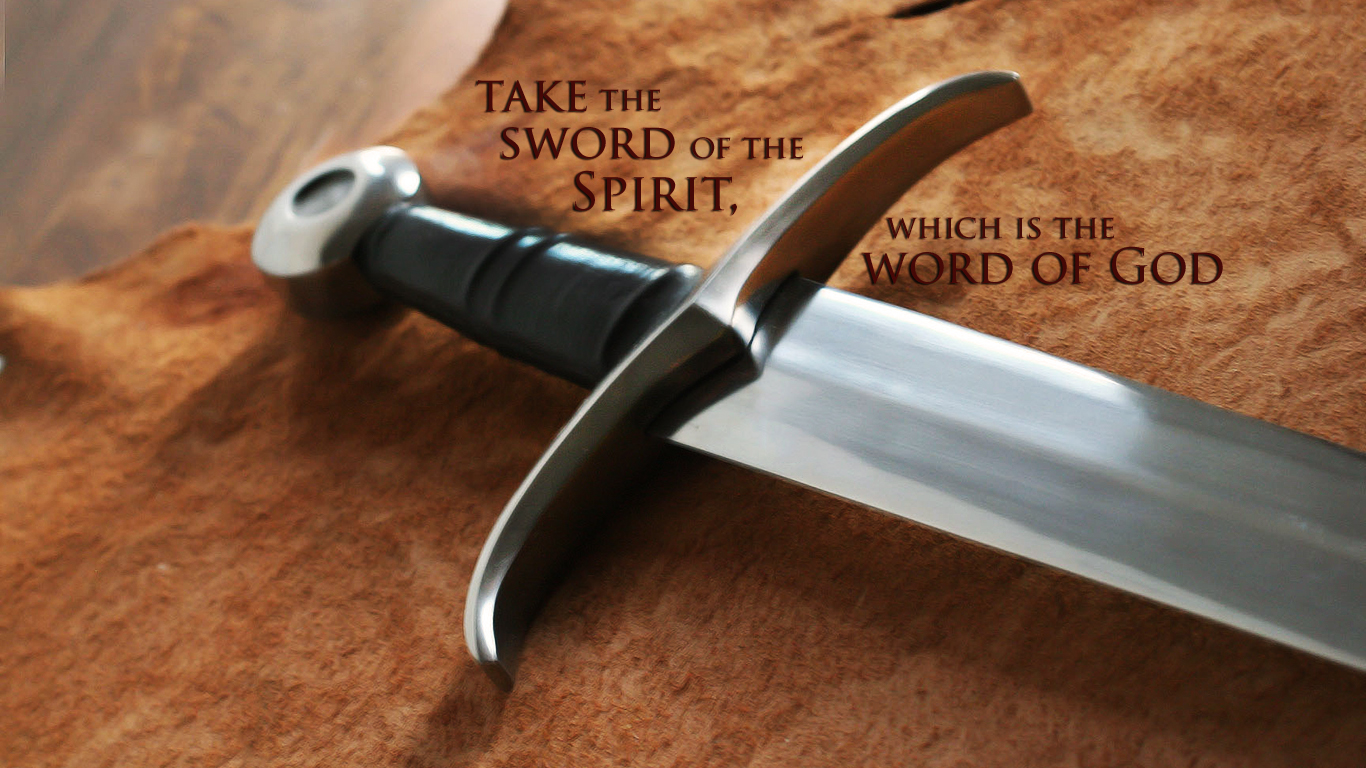 TAKE THE
SWORD OF THE
SPIRIT,
WHICH IS THE
WORD OF GOD